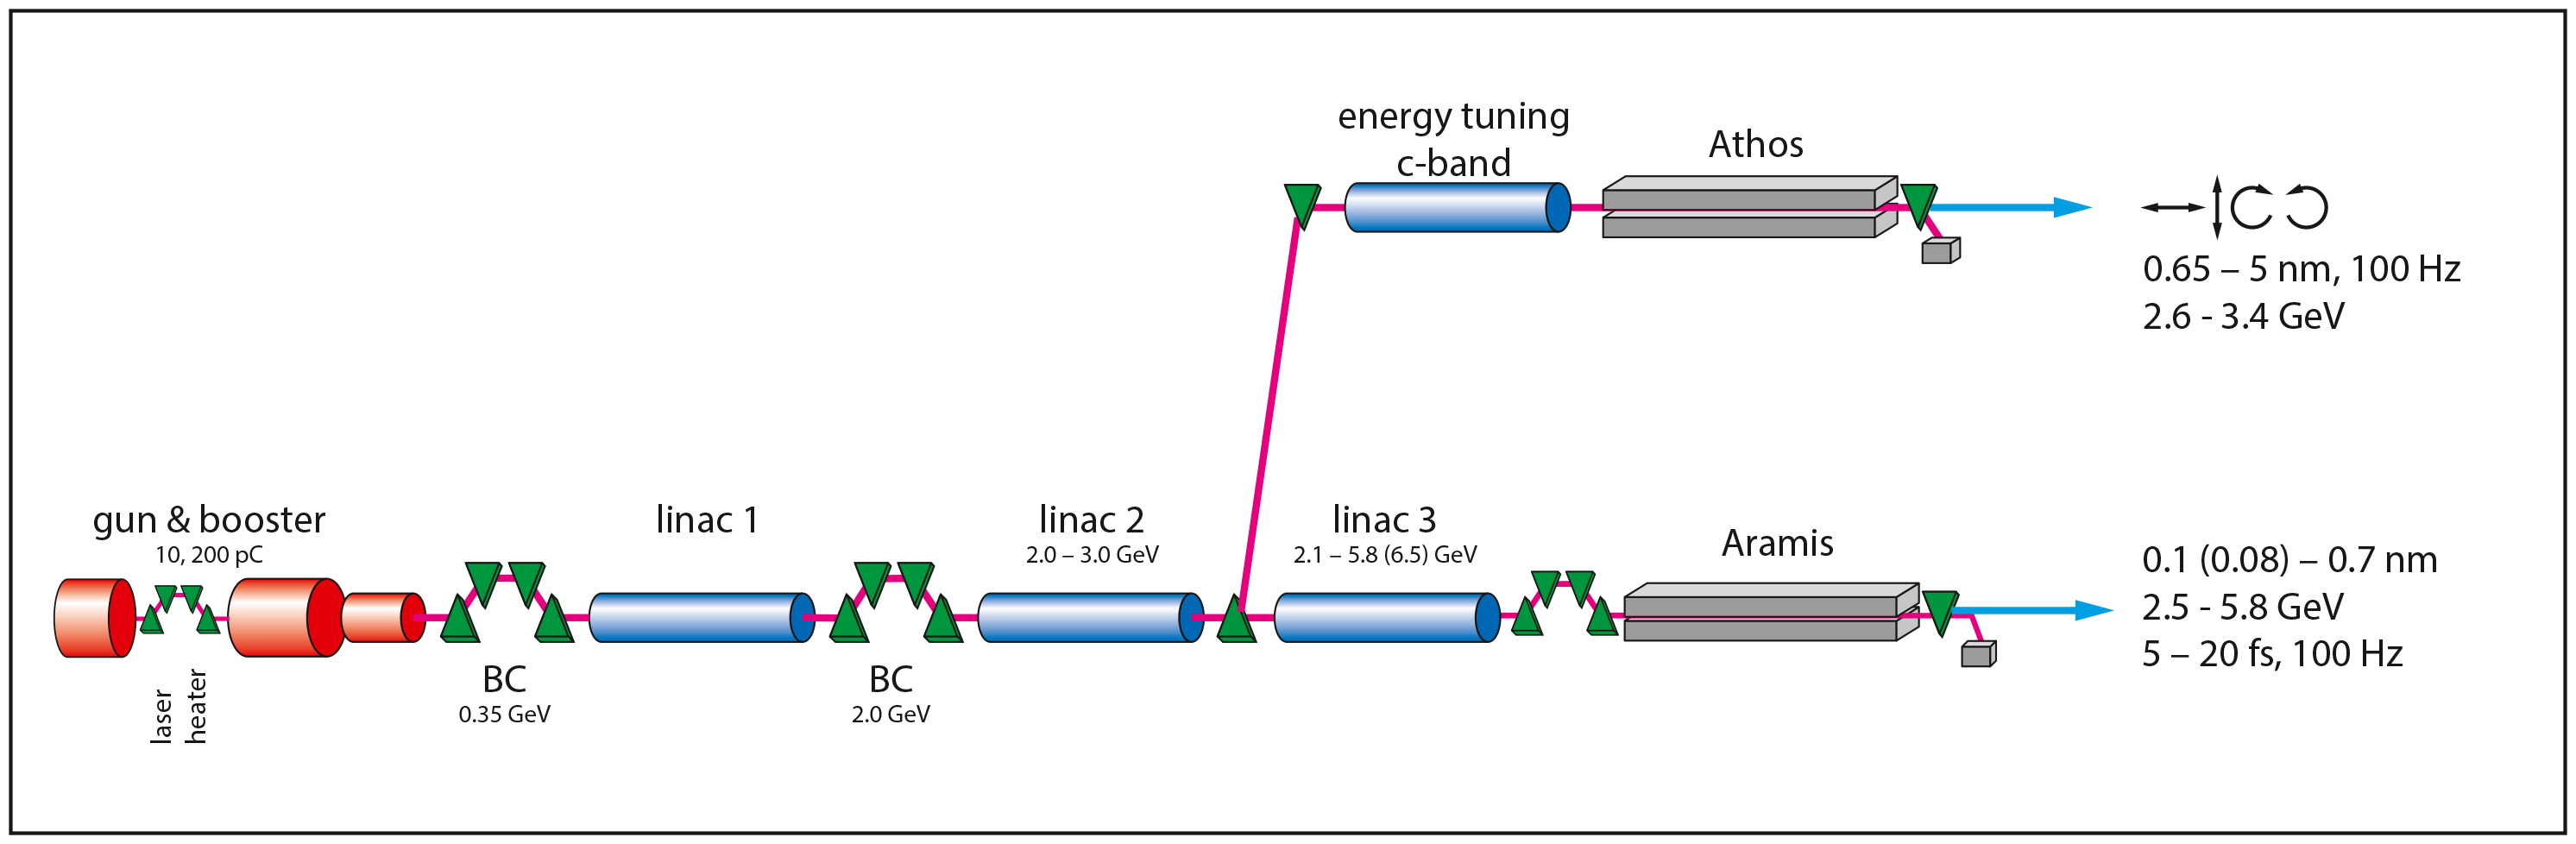 energy tuning
c-band
Athos
0.65 – 5 nm, 100 Hz
2.6 - 3.4 GeV
gun & booster
10, 200 pC
laser
heater
BC
0.35 GeV
linac 1
BC
2.0 GeV
linac 2
2.0 – 3.0 GeV
linac 3
2.1 – 5.8 (6.5) GeV
Aramis
0.1 (0.08) – 0.7 nm
2.5 - 5.8 GeV
5 – 20 fs, 100 Hz